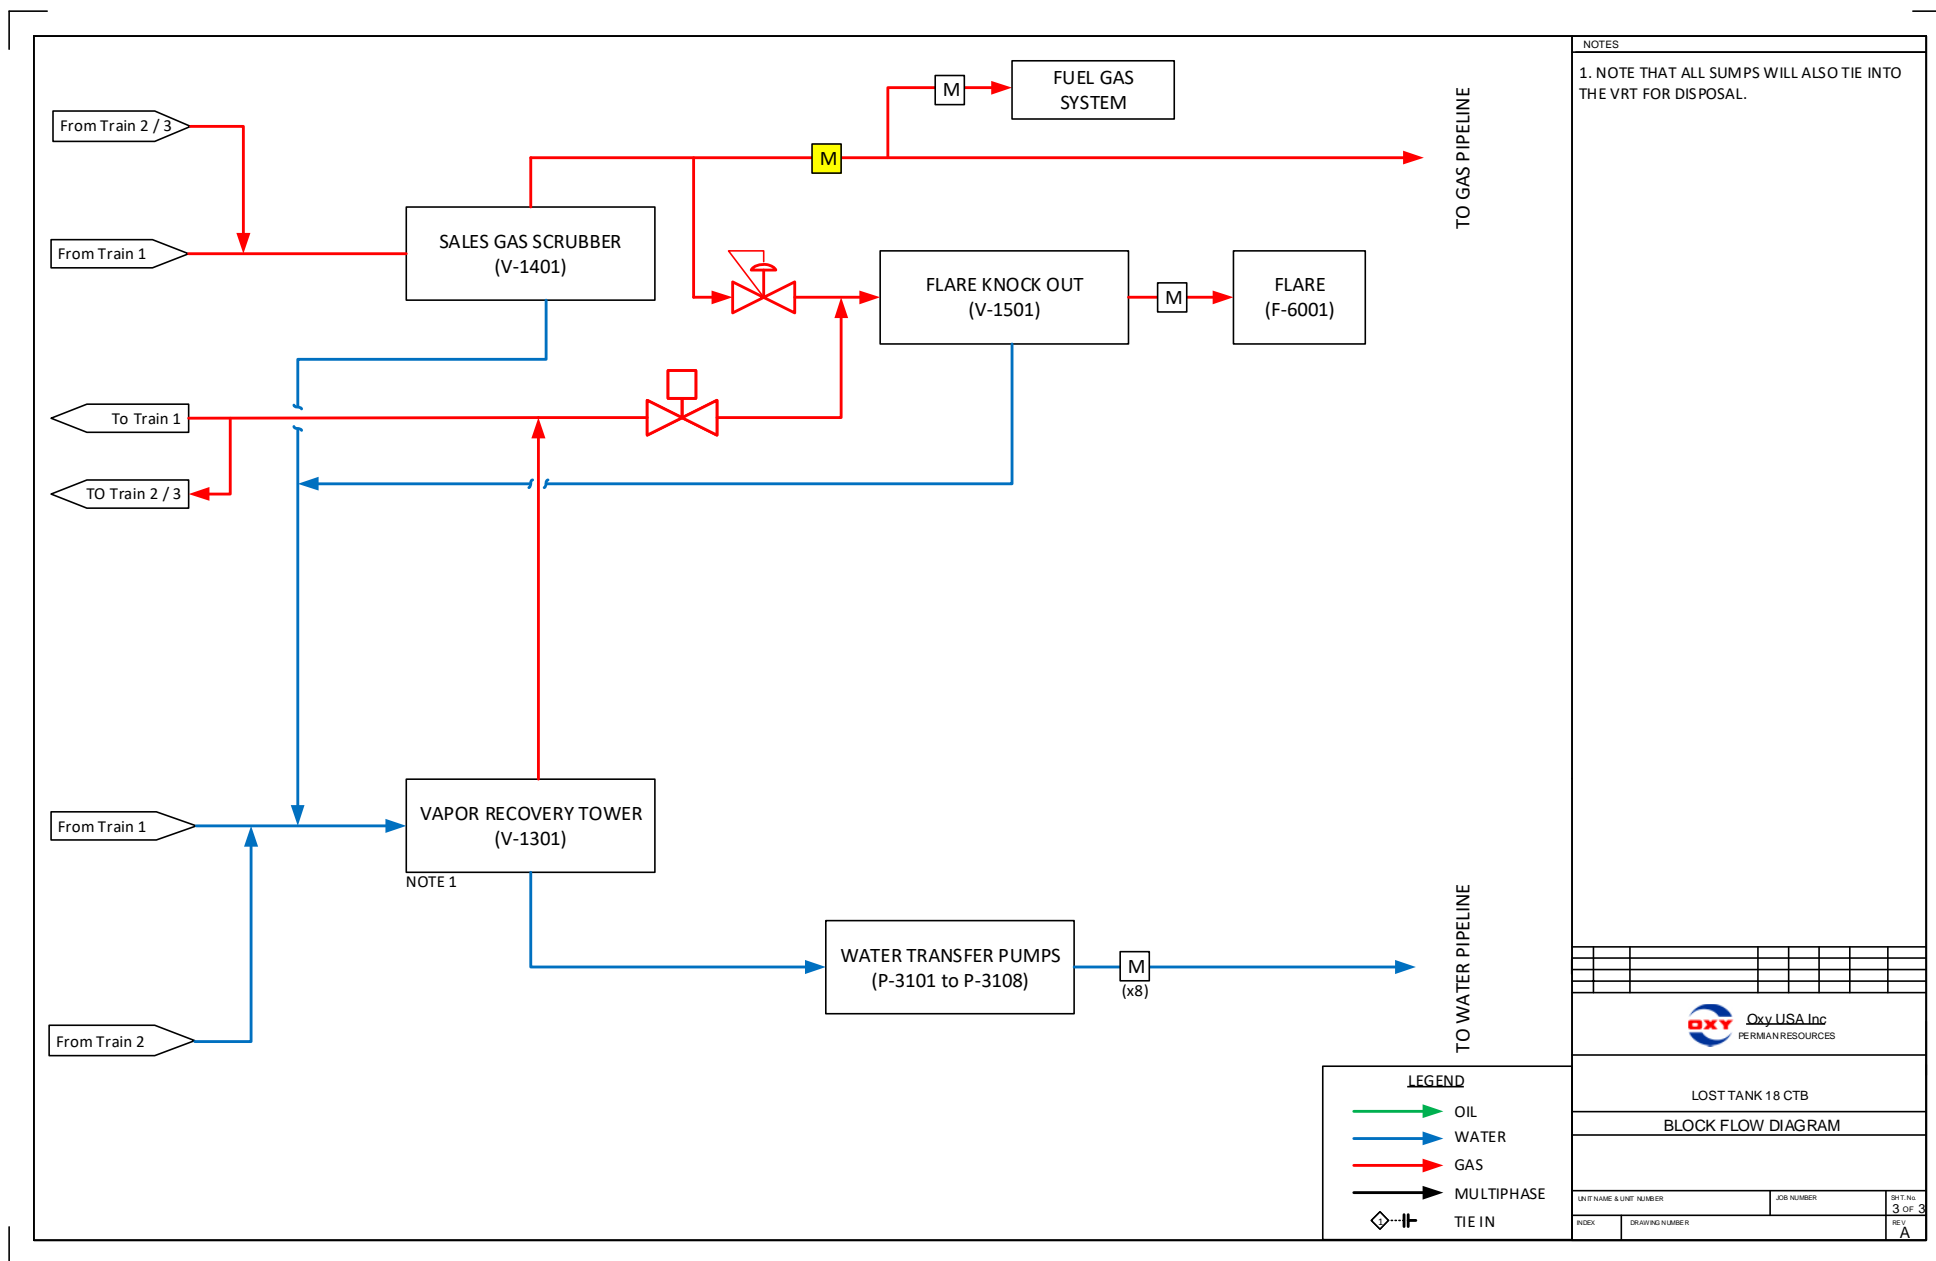 From Train 2 / 3
From Train 1
SALES GAS SCRUBBER
(V-1401)
M
FUEL GAS
SYSTEM
M
TO GAS PIPELINE
FLARE KNOCK OUT
(V-1501)
M
FLARE
(F-6001)
To Train 1
TO Train 2 / 3
From Train 1
VAPOR RECOVERY TOWER
(V-1301)
NOTE 1
From Train 2
WATER TRANSFER PUMPS
(P-3101 to P-3108)
M
(x8)
TO WATER PIPELINE
LEGEND
OIL
WATER
GAS
MULTIPHASE
1
TIE IN
NOTES
1. NOTE THAT ALL SUMPS WILL ALSO TIE INTO
THE VRT FOR DISPOSAL.
OXY
Oxy USA Inc
PERMIAN RESOURCES
LOST TANK 18 CTB
BLOCK FLOW DIAGRAM
UNIT NAME & UNIT NUMBER
JOB NUMBER
SHT. No.
3 OF 3
INDEX
DRAWING NUMBER
REV
A